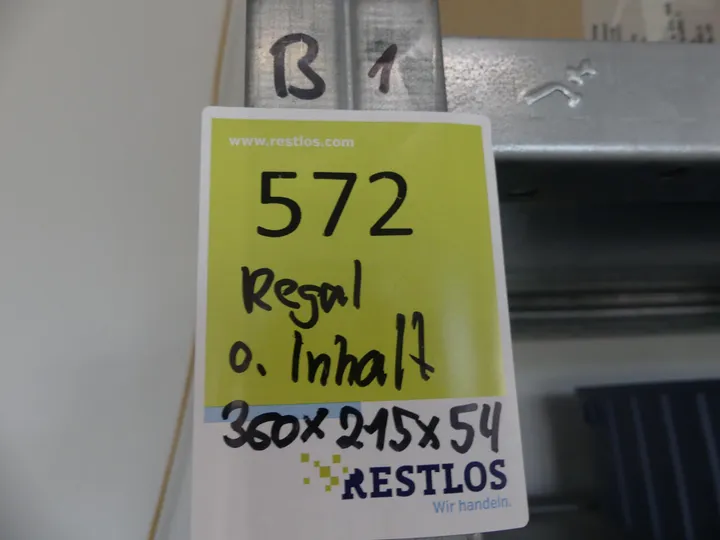 B 1
www.restlos.com
572
Regal
o. Inhalt
360x215x54
RESTLOS
Wir handeln.